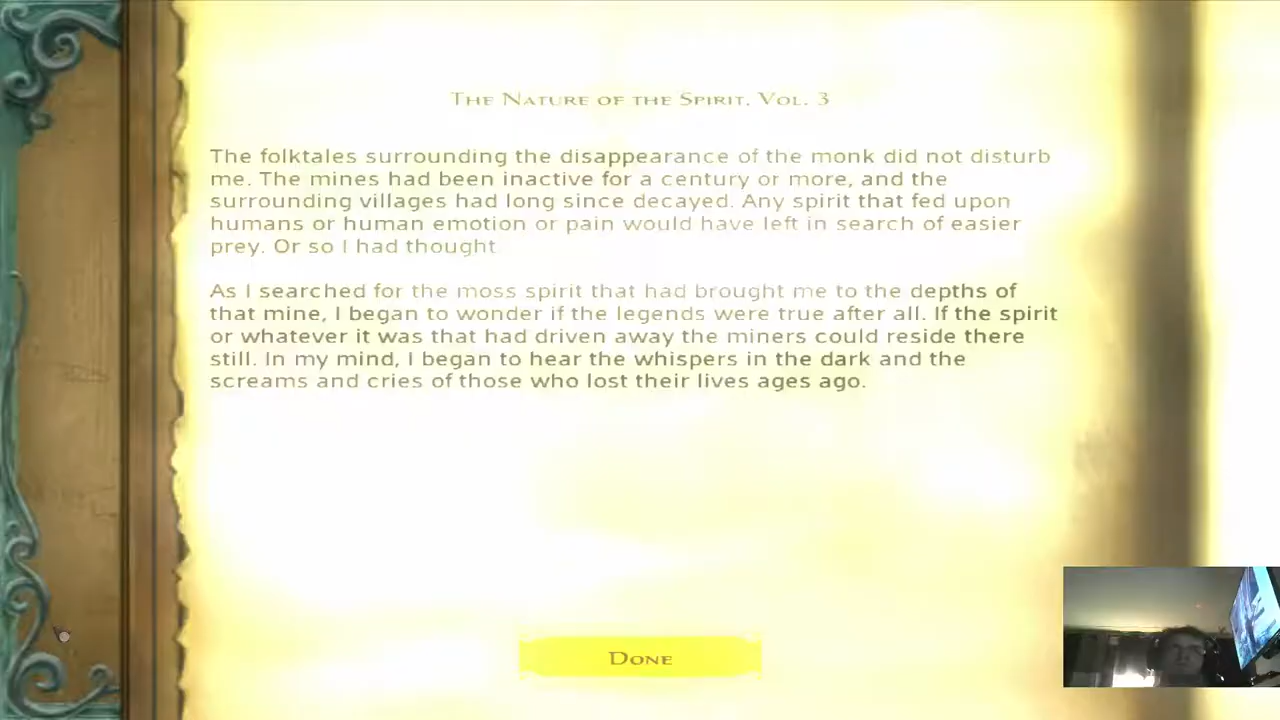 The Nature of the Spirit, Vol. 3
The folktales surrounding the disappearance of the monk did not disturb
me. The mines had been inactive for a century or more, and the
surrounding villages had long since decayed. Any spirit that fed upon
humans or human emotion or pain would have left in search of easier
prey. Or so I had thought.
As I searched for the moss spirit that had brought me to the depths of
that mine, I began to wonder if the legends were true after all. If the spirit
or whatever it was that had driven away the miners could reside there
still. In my mind, I began to hear the whispers in the dark and the
screams and cries of those who lost their lives ages ago.
Done